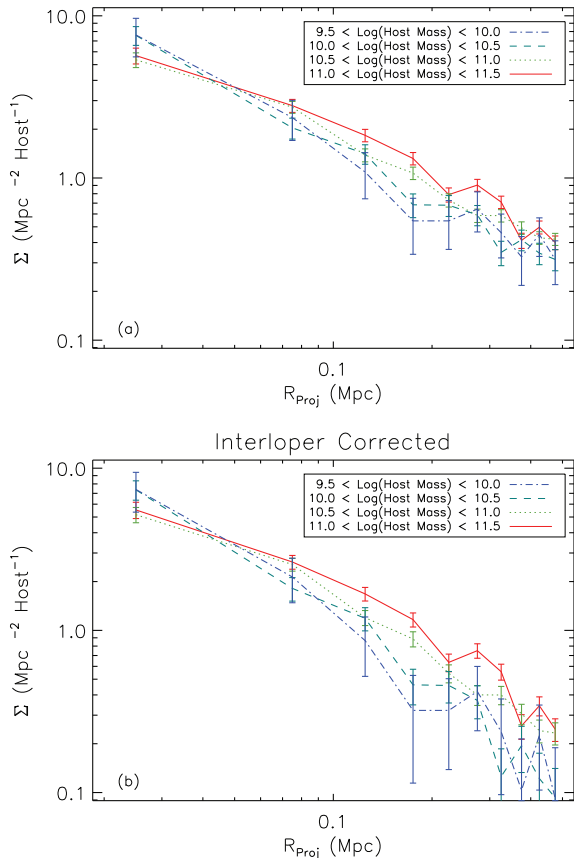 10.0
1.0
0.1
Σ (Mpc⁻² Host⁻¹)
9.5 < Log(Host Mass) < 10.0
10.0 < Log(Host Mass) < 10.5
10.5 < Log(Host Mass) < 11.0
11.0 < Log(Host Mass) < 11.5
(a)
0.1
R_Proj (Mpc)
Interloper Corrected
10.0
1.0
0.1
Σ (Mpc⁻² Host⁻¹)
9.5 < Log(Host Mass) < 10.0
10.0 < Log(Host Mass) < 10.5
10.5 < Log(Host Mass) < 11.0
11.0 < Log(Host Mass) < 11.5
(b)
0.1
R_Proj (Mpc)